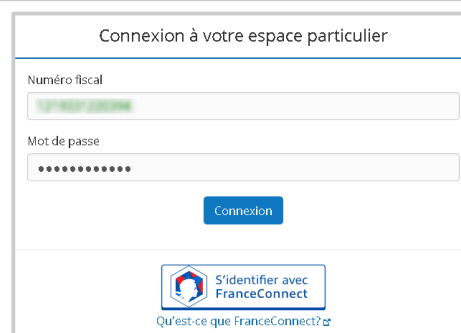 Connexion à votre espace particulier
Numéro fiscal
Mot de passe
••••••••••••
Connexion
S'identifier avec
FranceConnect
Qu'est-ce que FranceConnect?